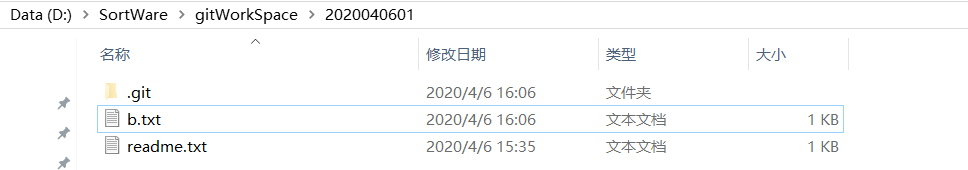 Data (D:) > SortWare > gitWorkSpace > 2020040601
名称 修改日期 类型 大小
.git 2020/4/6 16:06 文件夹
b.txt 2020/4/6 16:06 文本文档 1 KB
readme.txt 2020/4/6 15:35 文本文档 1 KB